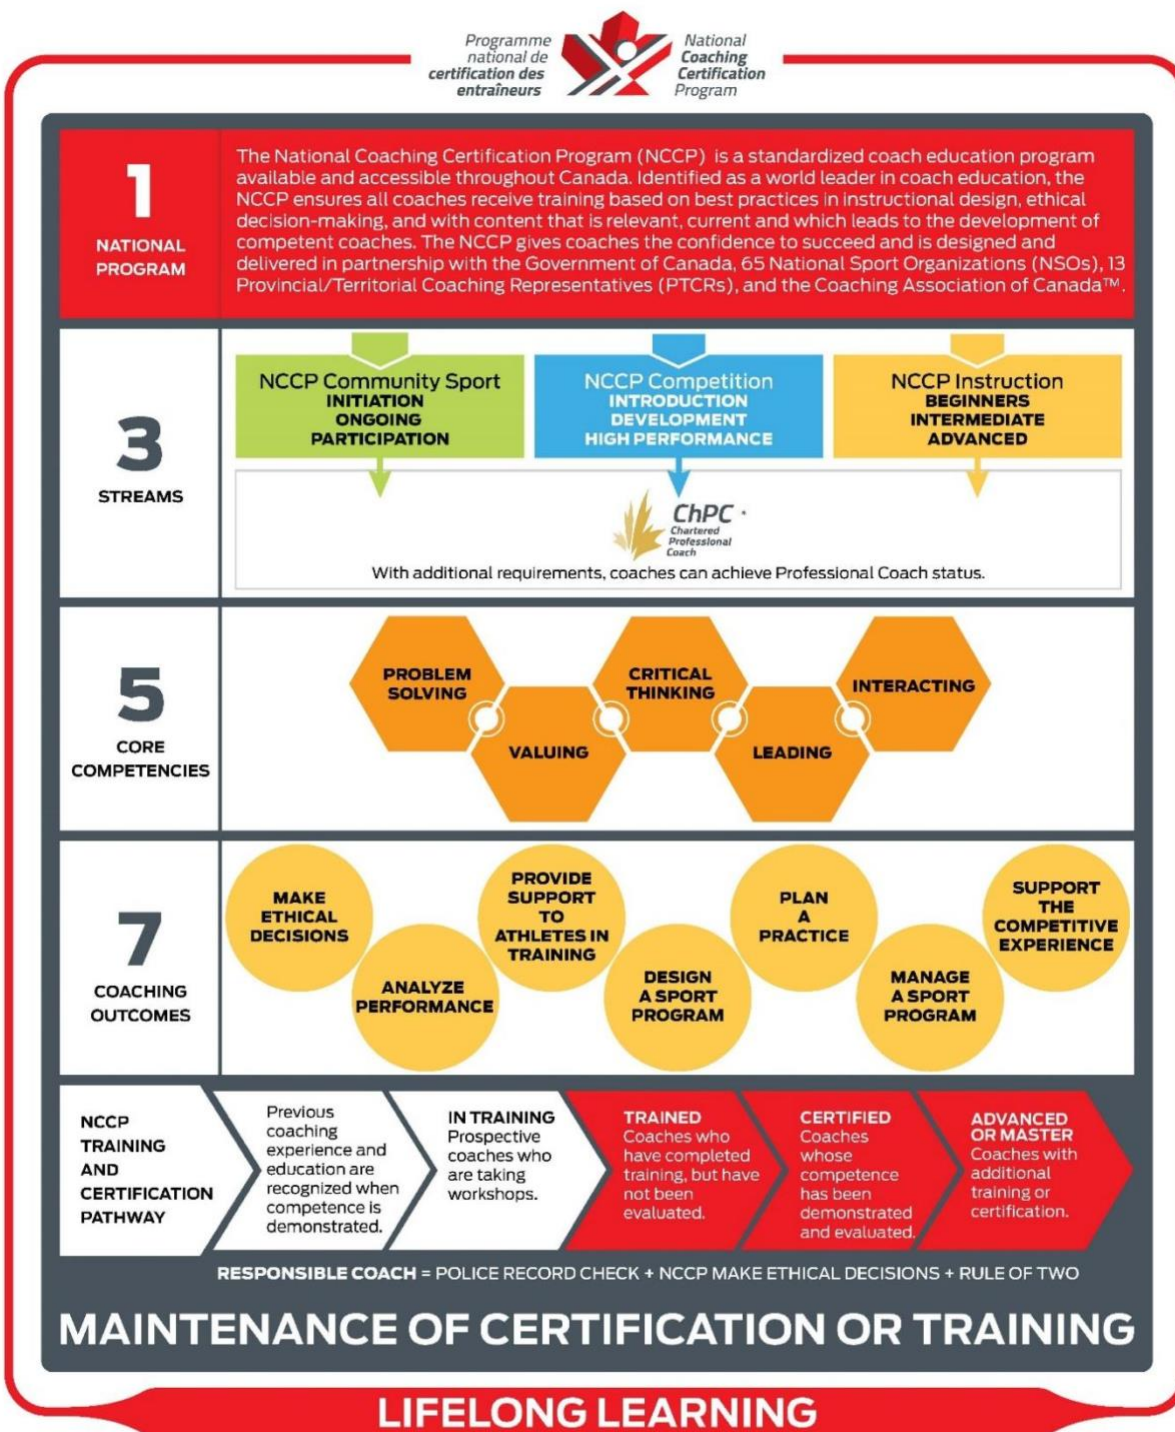 Programme
national de
certification des
entraîneurs
National
Coaching
Certification
Program
1
NATIONAL
PROGRAM
The National Coaching Certification Program (NCCP) is a standardized coach education program
available and accessible throughout Canada. Identified as a world leader in coach education, the
NCCP ensures all coaches receive training based on best practices in instructional design, ethical
decision-making, and with content that is relevant, current and which leads to the development of
competent coaches. The NCCP gives coaches the confidence to succeed and is designed and
delivered in partnership with the Government of Canada, 65 National Sport Organizations (NSOs), 13
Provincial/Territorial Coaching Representatives (PTCRs), and the Coaching Association of Canada™.
3
STREAMS
NCCP Community Sport
INITIATION
ONGOING
PARTICIPATION
NCCP Competition
INTRODUCTION
DEVELOPMENT
HIGH PERFORMANCE
NCCP Instruction
BEGINNERS
INTERMEDIATE
ADVANCED
ChPC
Chartered
Professional
Coach
With additional requirements, coaches can achieve Professional Coach status.
5
CORE
COMPETENCIES
PROBLEM
SOLVING
VALUING
CRITICAL
THINKING
LEADING
INTERACTING
7
COACHING
OUTCOMES
MAKE
ETHICAL
DECISIONS
ANALYZE
PERFORMANCE
PROVIDE
SUPPORT
TO
ATHLETES IN
TRAINING
DESIGN
A SPORT
PROGRAM
PLAN
A
PRACTICE
MANAGE
A SPORT
PROGRAM
SUPPORT
THE
COMPETITIVE
EXPERIENCE
NCCP
TRAINING
AND
CERTIFICATION
PATHWAY
Previous
coaching
experience and
education are
recognized when
competence is
demonstrated.
IN TRAINING
Prospective
coaches who
are taking
workshops.
TRAINED
Coaches who
have completed
training, but have
not been
evaluated.
CERTIFIED
Coaches
whose
competence
has been
demonstrated
and evaluated.
ADVANCED
OR MASTER
Coaches with
additional
training or
certification.
RESPONSIBLE COACH = POLICE RECORD CHECK + NCCP MAKE ETHICAL DECISIONS + RULE OF TWO
MAINTENANCE OF CERTIFICATION OR TRAINING
LIFELONG LEARNING